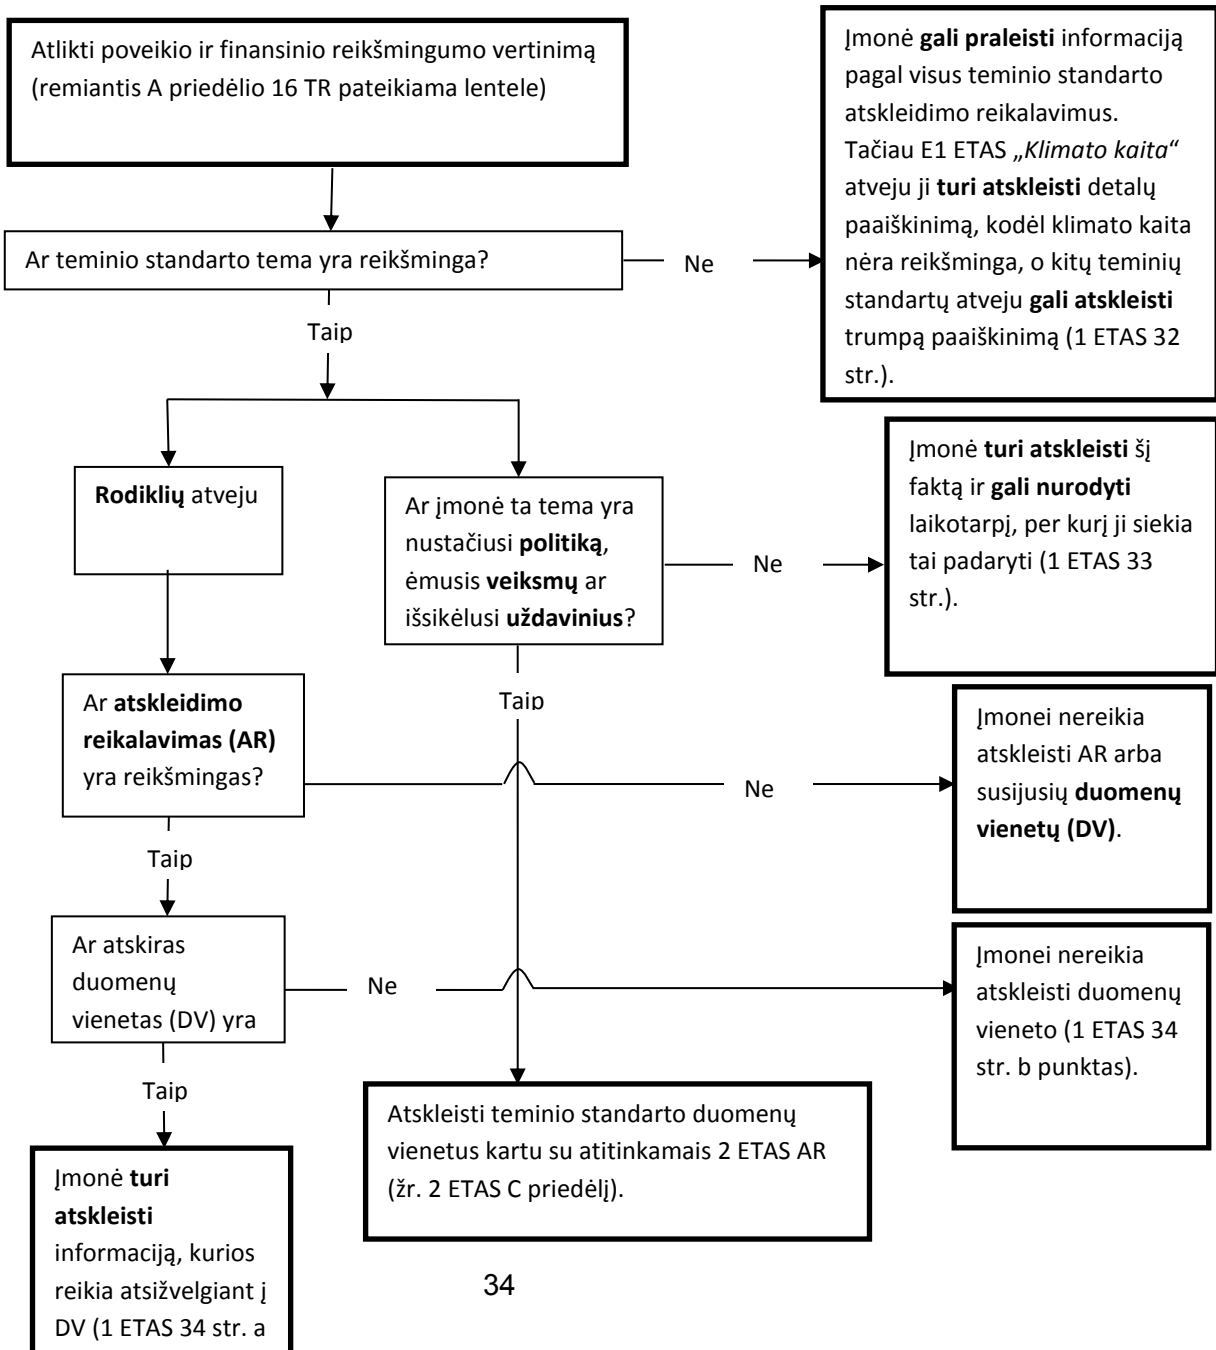 Atlikti poveikio ir finansinio reikšmingumo vertinimą
(remiantis A priedėlio 16 TR pateikiama lentele)
Įmonė gali praleisti informaciją
pagal visus teminio standarto
atskleidimo reikalavimus.
Tačiau E1 ETAS „Klimato kaita“
atveju ji turi atskleisti detalų
paaiškinimą, kodėl klimato kaita
nėra reikšminga, o kitų teminių
standartų atveju gali atskleisti
trumpą paaiškinimą (1 ETAS 32
str.).
Ar teminio standarto tema yra reikšminga?
Ne
Taip
Rodiklių atveju
Ar įmonė ta tema yra
nustačiusi politiką,
ėmusis veiksmų ar
išsikėlusi uždavinius?
Ne
Įmonė turi atskleisti šį
faktą ir gali nurodyti
laikotarpį, per kurį ji siekia
tai padaryti (1 ETAS 33
str.).
Taip
Ar atskleidimo
reikalavimas (AR)
yra reikšmingas?
Ne
Įmonei nereikia
atskleisti AR arba
susijusių duomenų
vienetų (DV).
Taip
Ar atskiras
duomenų
vienetas (DV) yra
Ne
Įmonei nereikia
atskleisti duomenų
vieneto (1 ETAS 34
str. b punktas).
Taip
Atskleisti teminio standarto duomenų
vienetus kartu su atitinkamais 2 ETAS AR
(žr. 2 ETAS C priedėlį).
Įmonė turi
atskleisti
informaciją, kurios
reikia atsižvelgiant į
DV (1 ETAS 34 str. a
34